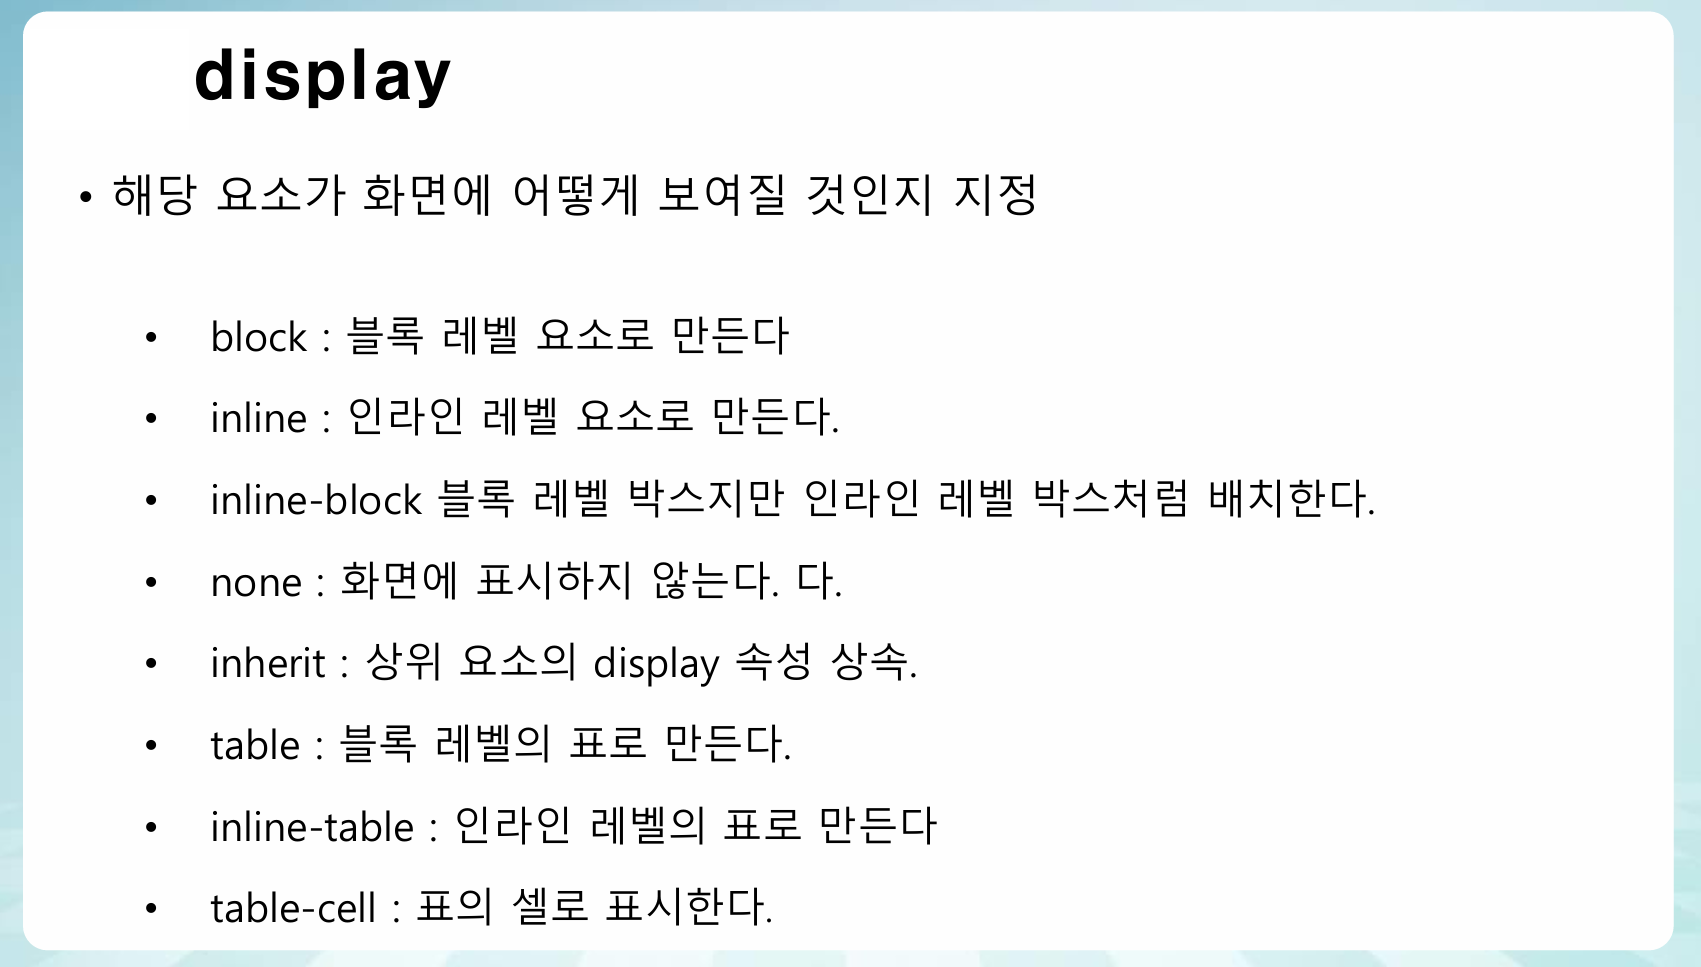 display
• 해당 요소가 화면에 어떻게 보여질 것인지 지정
• block : 블록 레벨 요소로 만든다
• inline : 인라인 레벨 요소로 만든다.
• inline-block 블록 레벨 박스지만 인라인 레벨 박스처럼 배치한다.
• none : 화면에 표시하지 않는다. 다.
• inherit : 상위 요소의 display 속성 상속.
• table : 블록 레벨의 표로 만든다.
• inline-table : 인라인 레벨의 표로 만든다
• table-cell : 표의 셀로 표시한다.